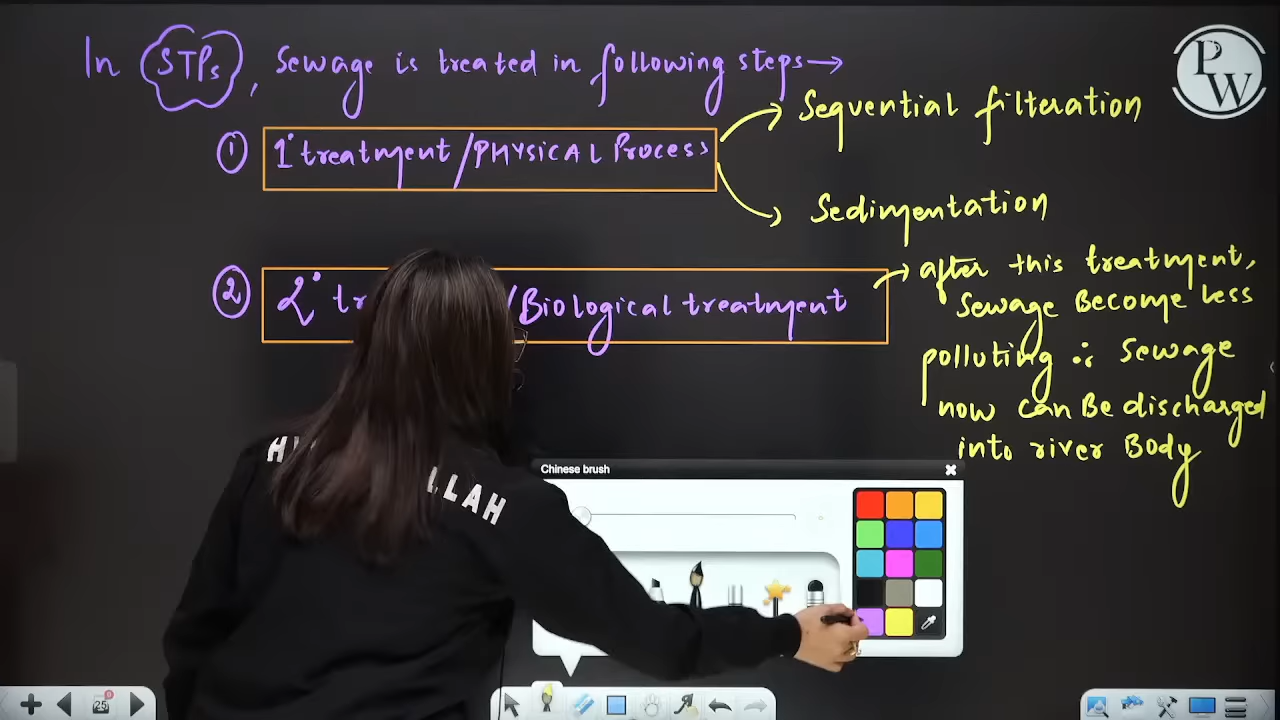 In STPs, Sewage is treated in following steps→
PW
① 1° treatment/PHYSICAL Process
Sequential filteration
Sedimentation
② 2° tr /Biological treatment
after this treatment,
Sewage Become less
polluting ∴ Sewage
now can Be discharged
into river Body
Chinese brush
LLAH
25